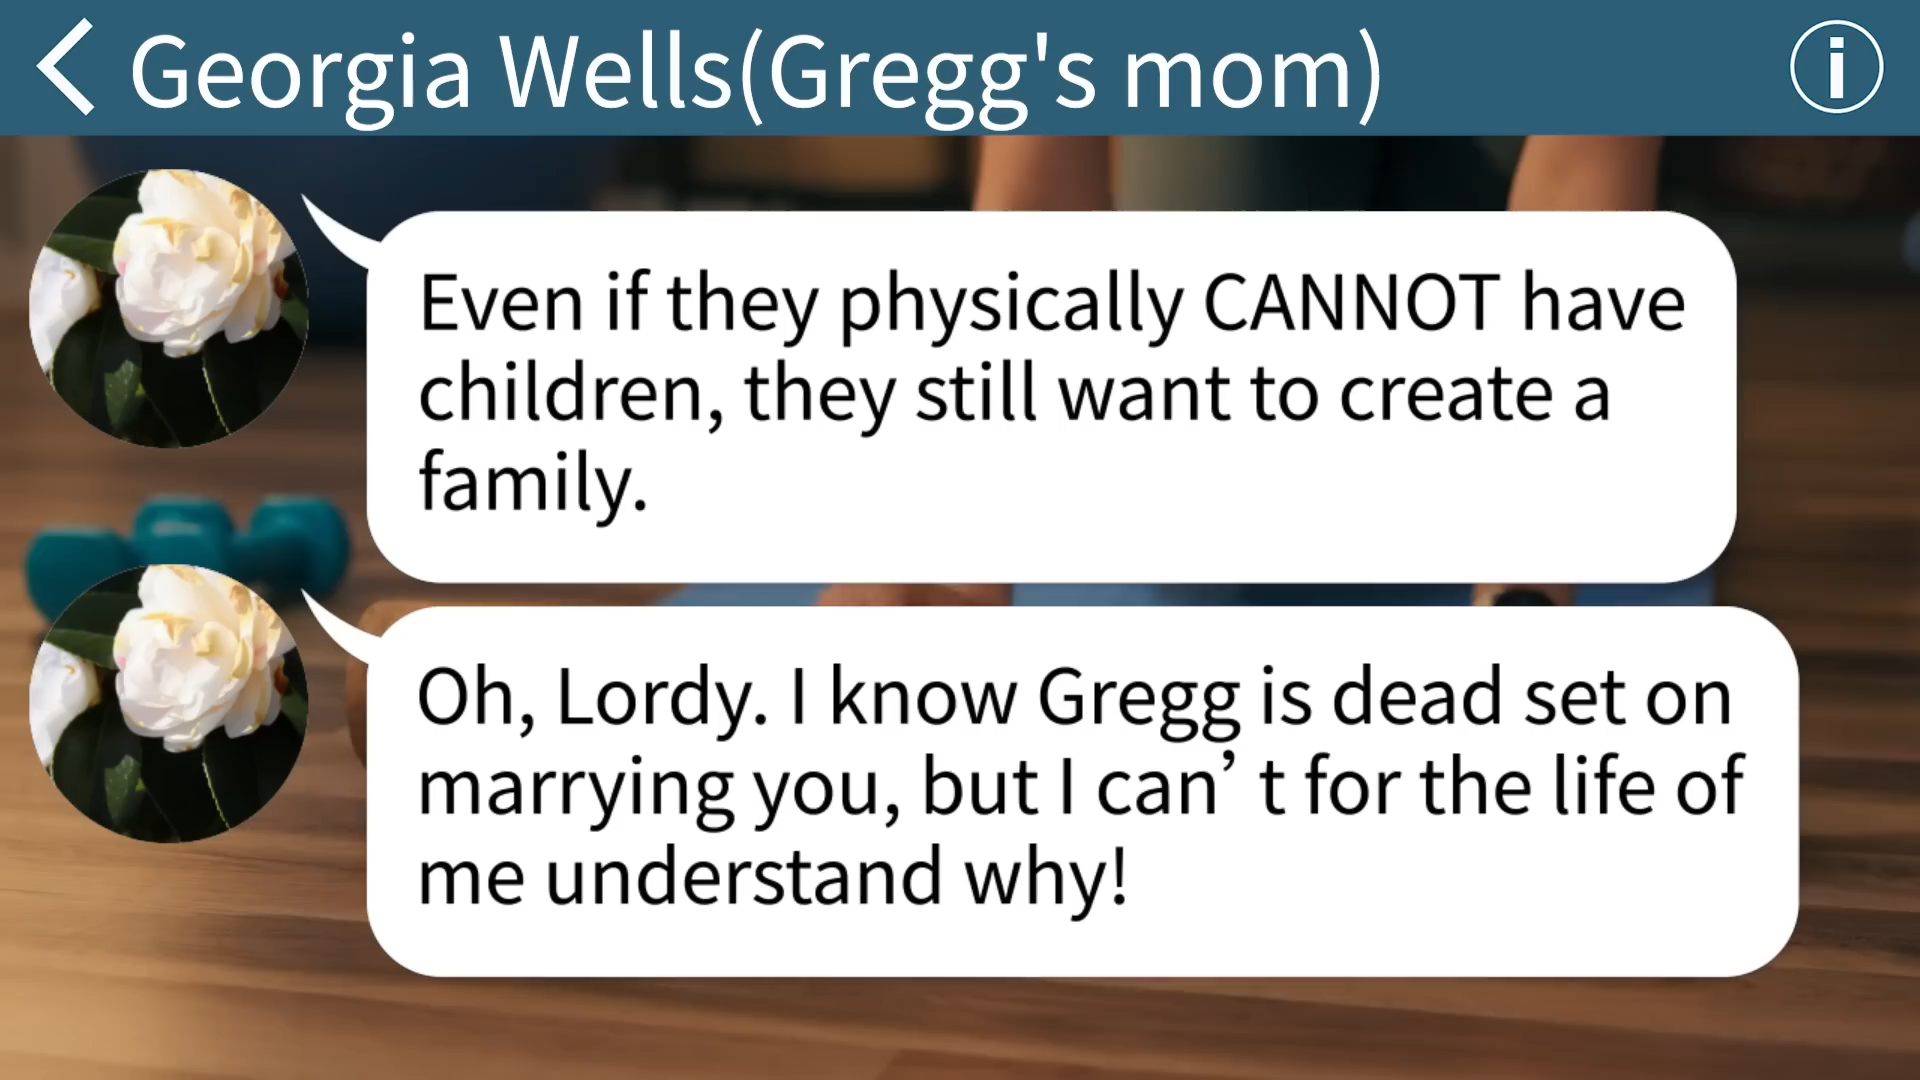 Georgia Wells(Gregg's mom)
i
Even if they physically CANNOT have
children, they still want to create a
family.
Oh, Lordy. I know Gregg is dead set on
marrying you, but I can’ t for the life of
me understand why!